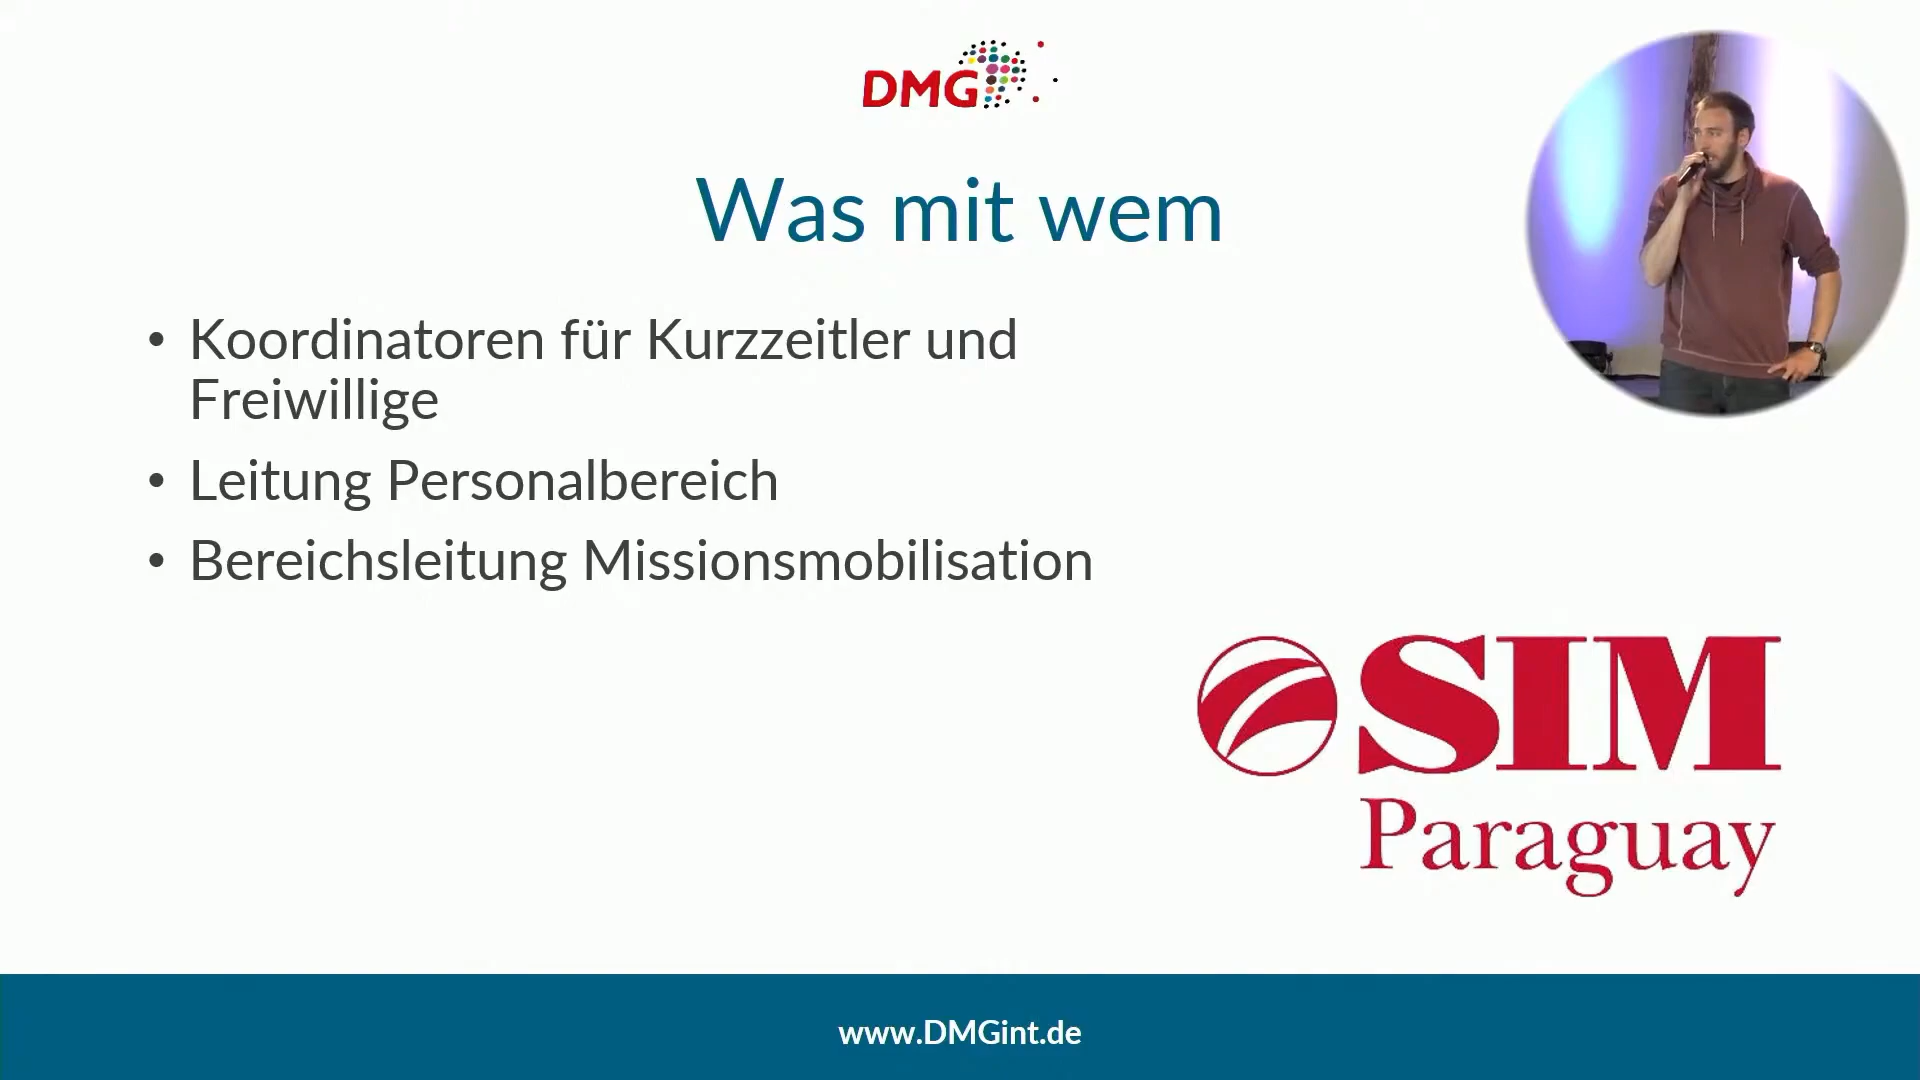 DMG
Was mit wem
• Koordinatoren für Kurzzeitler und
Freiwillige
• Leitung Personalbereich
• Bereichsleitung Missionsmobilisation
SIM
Paraguay
www.DMGint.de